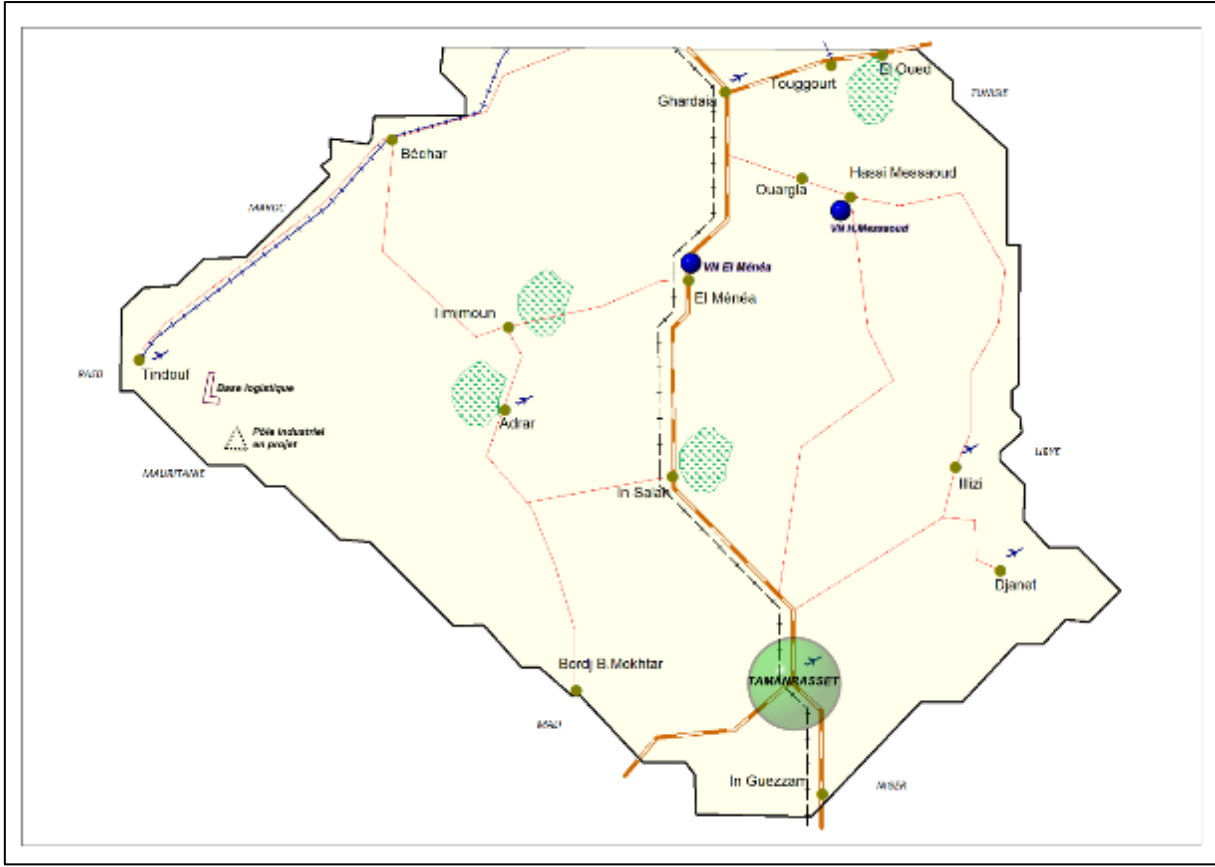 El Oued
Touggourt
TUNISIE
Ghardaia
Béchar
Hassi Messaoud
Ouargla
MAROC
VN H.Messaoud
VN El Ménéa
El Ménéa
Timimoun
Tindouf
RASD
Base logistique
Adrar
Pôle Industriel
en projet
LIBYE
MAURITANIE
Illizi
In Salah
Djanet
Bordj B.Mokhtar
TAMANRASSET
MALI
In Guezzam
NIGER